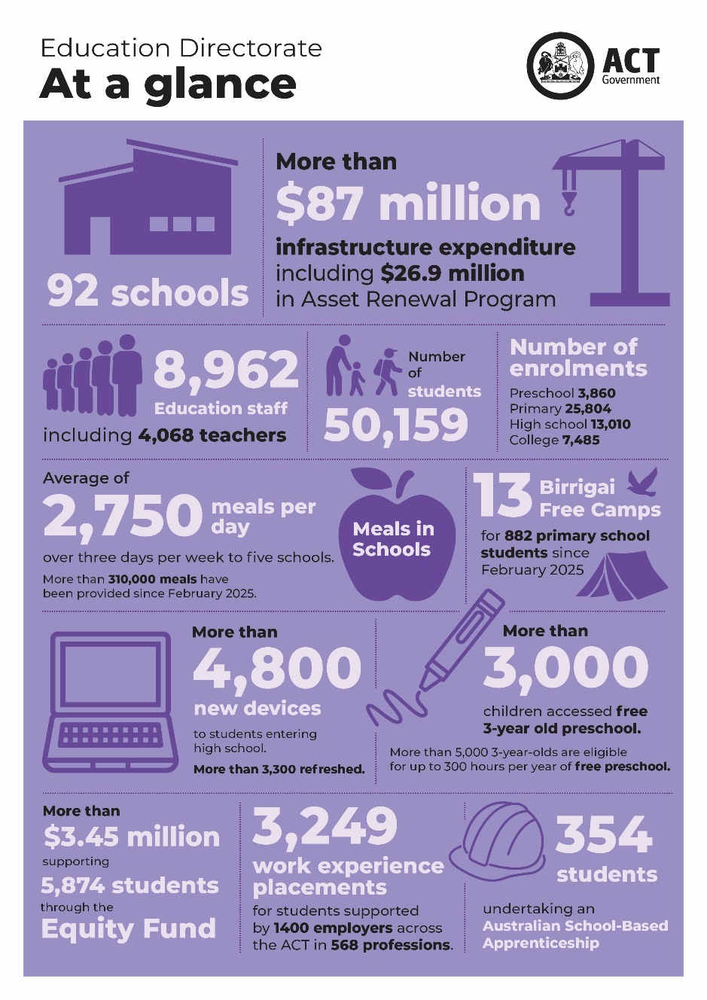 Education Directorate
At a glance
ACT
Government
92 schools
More than
$87 million
infrastructure expenditure
including $26.9 million
in Asset Renewal Program
8,962
Education staff
including 4,068 teachers
Number
of
students
50,159
Number of
enrolments
Preschool 3,860
Primary 25,804
High school 13,010
College 7,485
Average of
2,750 meals per
day
over three days per week to five schools.
More than 310,000 meals have
been provided since February 2025.
Meals in
Schools
13 Birrigai
Free Camps
for 882 primary school
students since
February 2025
More than
4,800
new devices
to students entering
high school.
More than 3,300 refreshed.
More than
3,000
children accessed free
3-year old preschool.
More than 5,000 3-year-olds are eligible
for up to 300 hours per year of free preschool.
More than
$3.45 million
supporting
5,874 students
through the
Equity Fund
3,249
work experience
placements
for students supported
by 1400 employers across
the ACT in 568 professions.
354
students
undertaking an
Australian School-Based
Apprenticeship